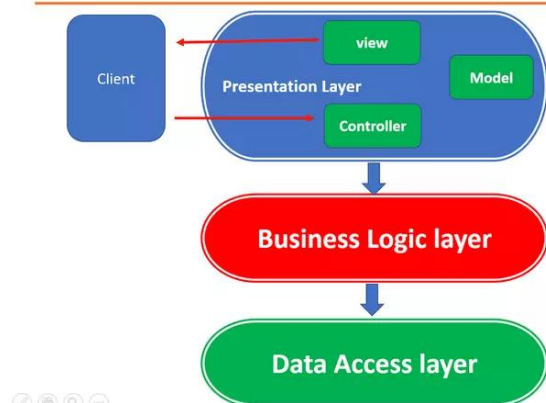 view
Client
Presentation Layer
Model
Controller
Business Logic layer
Data Access layer